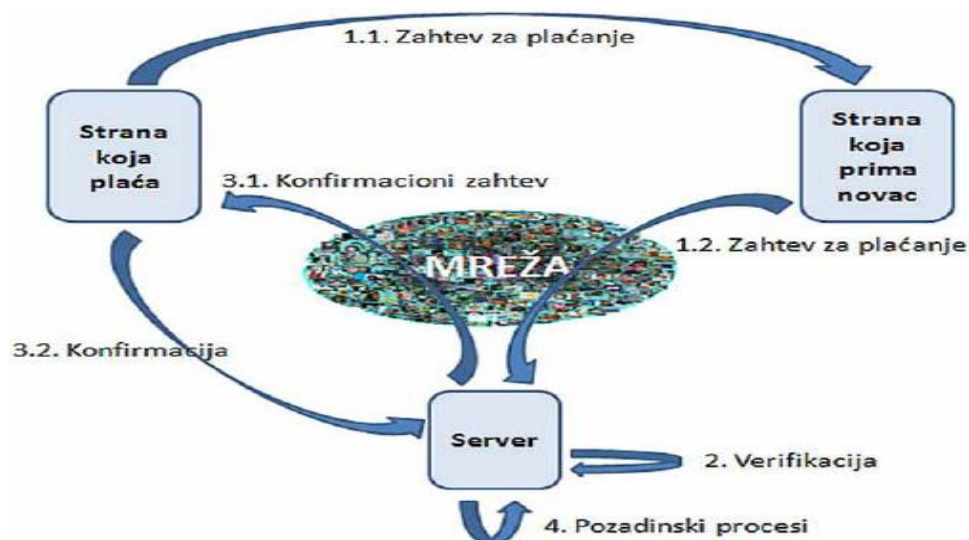 1.1. Zahtev za plaćanje
Strana
koja
plaća
Strana
koja
prima
novac
3.1. Konfirmacioni zahtev
1.2. Zahtev za plaćanje
MREŽA
3.2. Konfirmacija
Server
2. Verifikacija
4. Pozadinski procesi